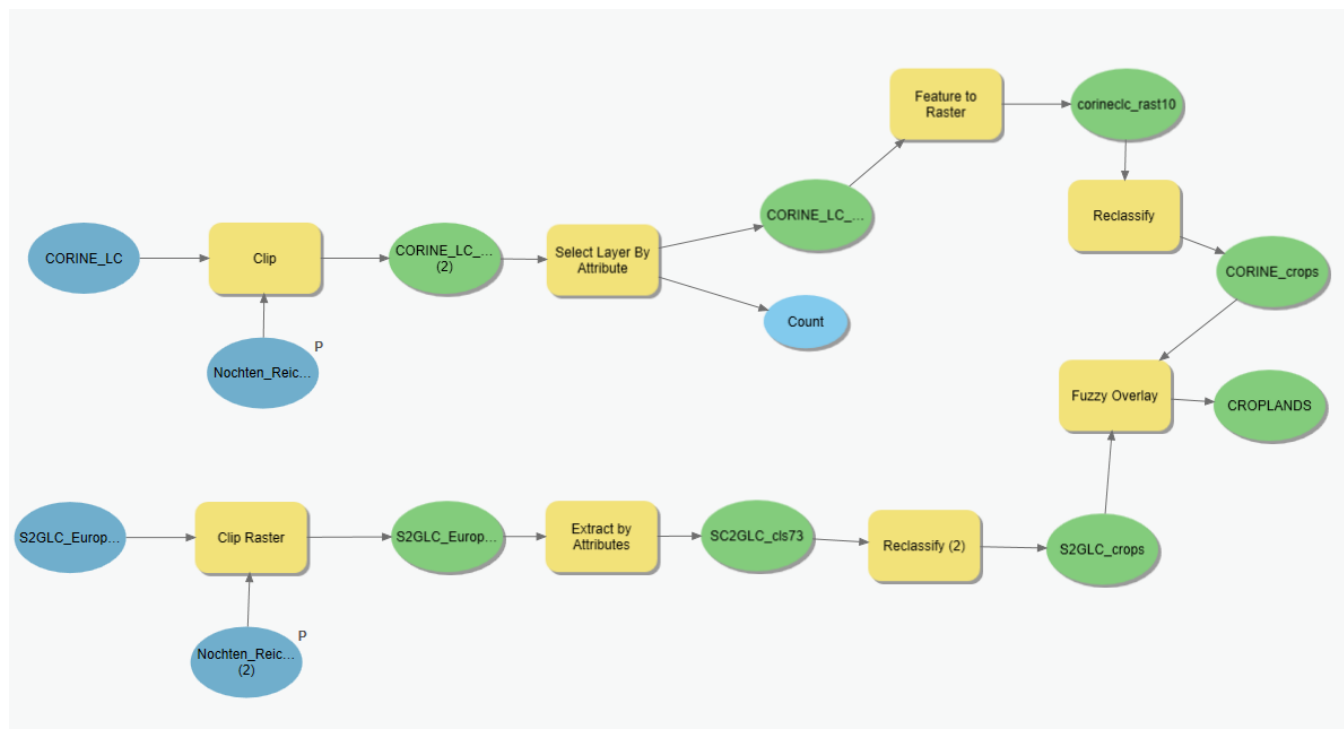 Feature to
Raster
corineclc_rast10
CORINE_LC_...
Reclassify
CORINE_LC
Clip
CORINE_LC_...
(2)
Select Layer By
Attribute
CORINE_crops
Count
P
Nochten_Reic...
Fuzzy Overlay
CROPLANDS
S2GLC_Europ...
Clip Raster
S2GLC_Europ...
Extract by
Attributes
SC2GLC_cls73
Reclassify (2)
S2GLC_crops
P
Nochten_Reic...
(2)